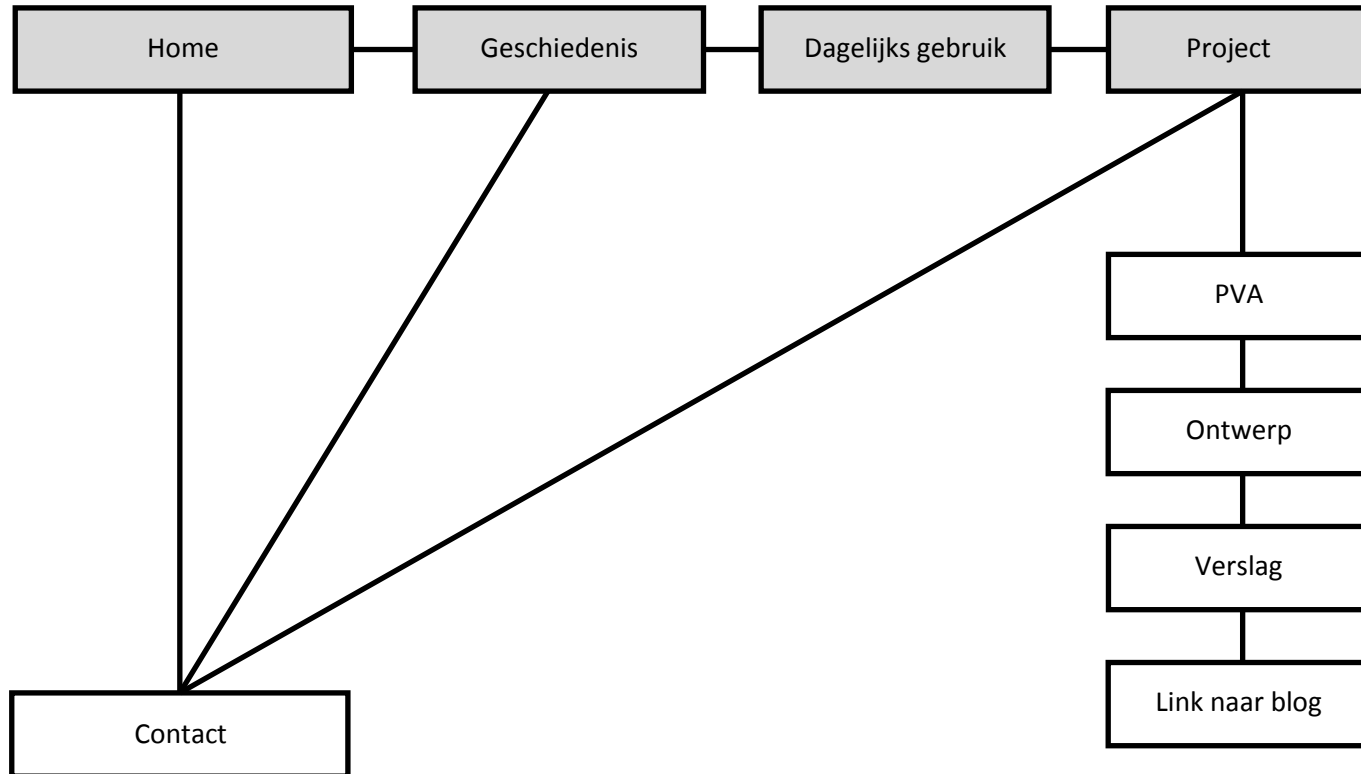 Home
Geschiedenis
Dagelijks gebruik
Project
PVA
Ontwerp
Verslag
Link naar blog
Contact